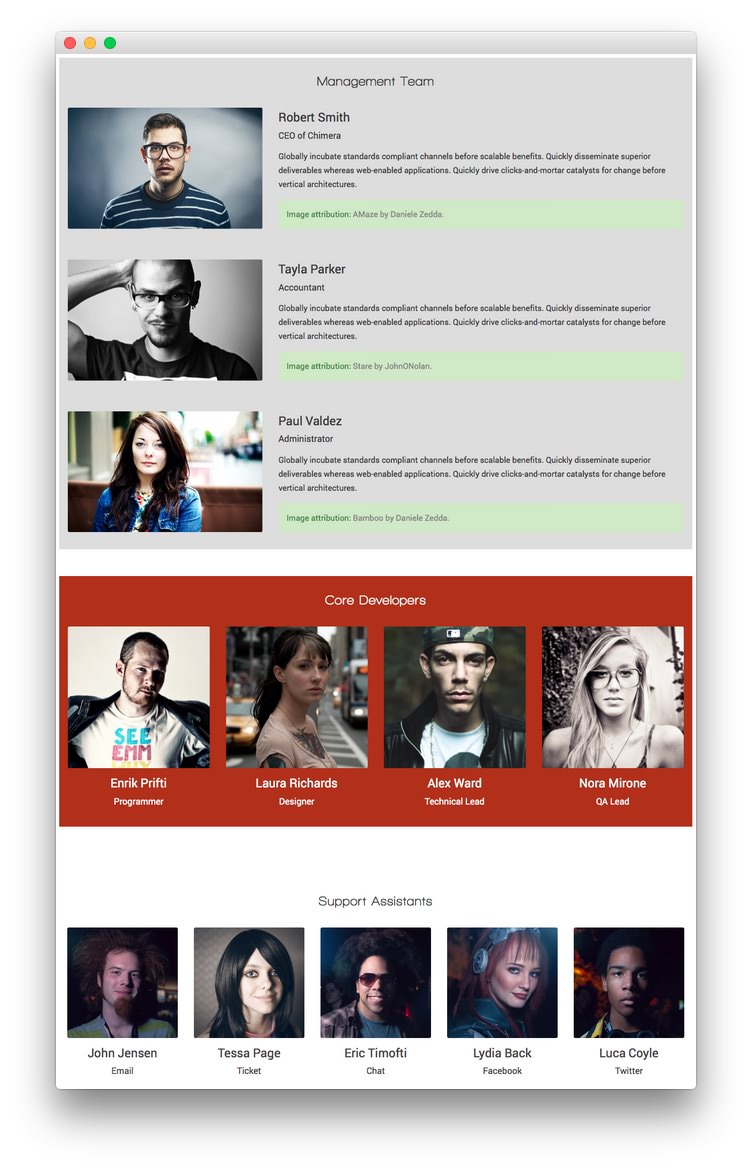 Management Team
Robert Smith
CEO of Chimera
Globally incubate standards compliant channels before scalable benefits. Quickly disseminate superior
deliverables whereas web-enabled applications. Quickly drive clicks-and-mortar catalysts for change before
vertical architectures.
Image attribution: AMaze by Daniele Zedda.
Tayla Parker
Accountant
Globally incubate standards compliant channels before scalable benefits. Quickly disseminate superior
deliverables whereas web-enabled applications. Quickly drive clicks-and-mortar catalysts for change before
vertical architectures.
Image attribution: Stare by JohnONolan.
Paul Valdez
Administrator
Globally incubate standards compliant channels before scalable benefits. Quickly disseminate superior
deliverables whereas web-enabled applications. Quickly drive clicks-and-mortar catalysts for change before
vertical architectures.
Image attribution: Bamboo by Daniele Zedda.
Core Developers
SEE
EMM
Enrik Prifti
Laura Richards
Alex Ward
Nora Mirone
Programmer
Designer
Technical Lead
QA Lead
Support Assistants
John Jensen
Tessa Page
Eric Timofti
Lydia Back
Luca Coyle
Email
Ticket
Chat
Facebook
Twitter